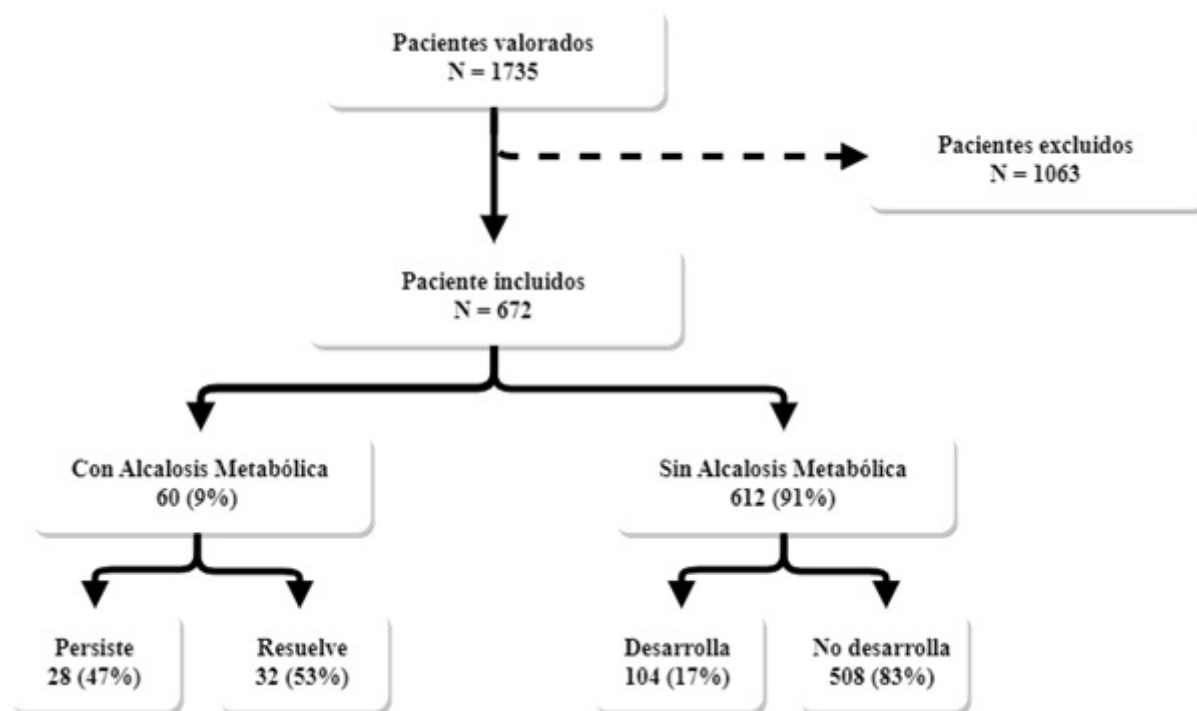 Pacientes valorados
N = 1735
Pacientes excluidos
N = 1063
Paciente incluidos
N = 672
Con Alcalosis Metabólica
60 (9%)
Sin Alcalosis Metabólica
612 (91%)
Persiste
28 (47%)
Resuelve
32 (53%)
Desarrolla
104 (17%)
No desarrolla
508 (83%)